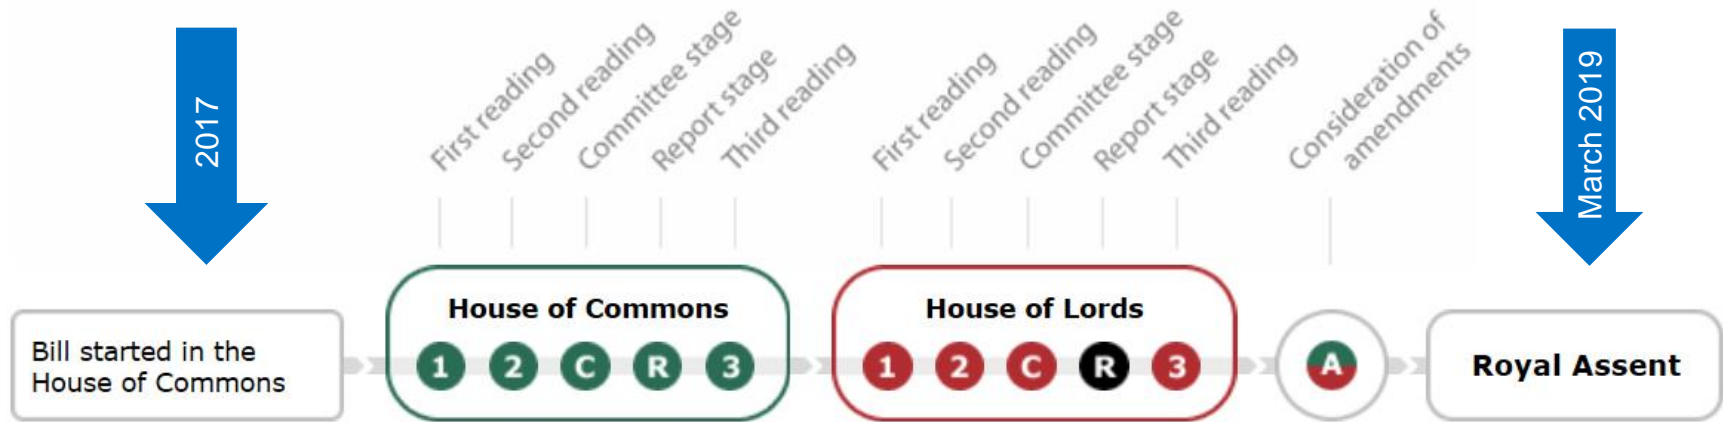 2017
First reading
Second reading
Committee stage
Report stage
Third reading
First reading
Second reading
Committee stage
Report stage
Third reading
Consideration of
amendments
March 2019
Bill started in the
House of Commons
House of Commons
1 2 C R 3
House of Lords
1 2 C R 3
A
Royal Assent